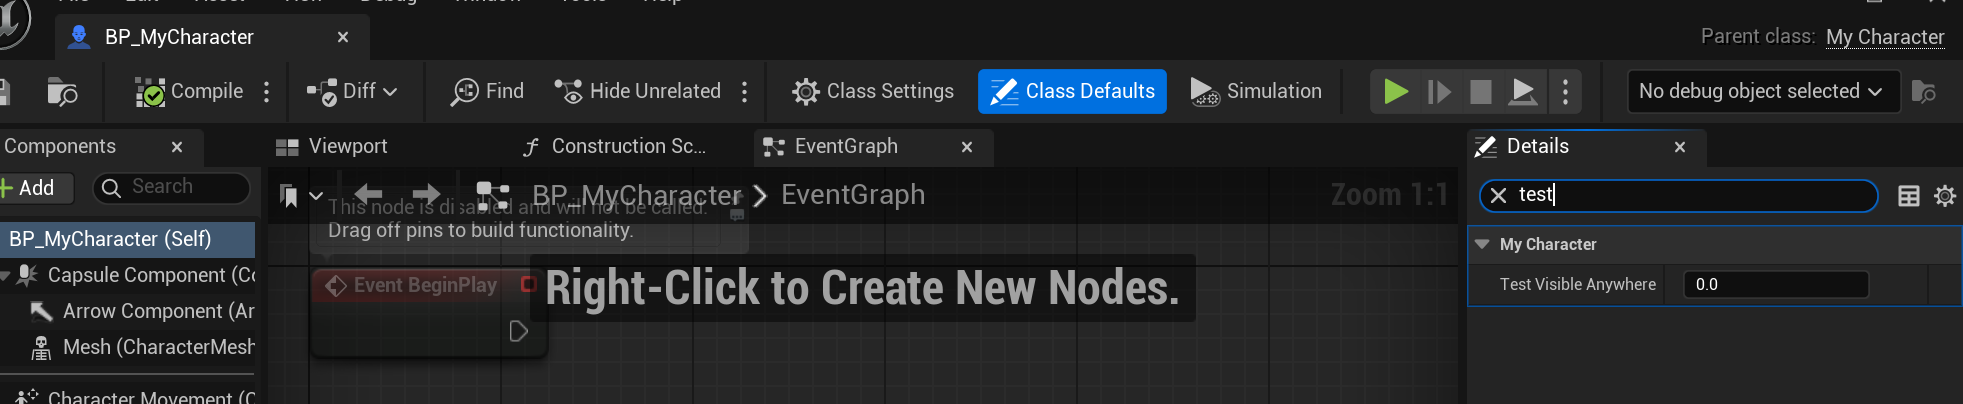 BP_MyCharacter
Parent class: My Character
Compile
Diff
Find
Hide Unrelated
Class Settings
Class Defaults
Simulation
No debug object selected
Components
Viewport
Construction Sc...
EventGraph
Details
Add
Search
BP_MyCharacter > EventGraph
Zoom 1:1
test
This node is disabled and will not be called.
Drag off pins to build functionality.
BP_MyCharacter (Self)
My Character
Capsule Component (Co
Event BeginPlay
Right-Click to Create New Nodes.
Test Visible Anywhere
0.0
Arrow Component (Ar
Mesh (CharacterMesh
Character Movement (C